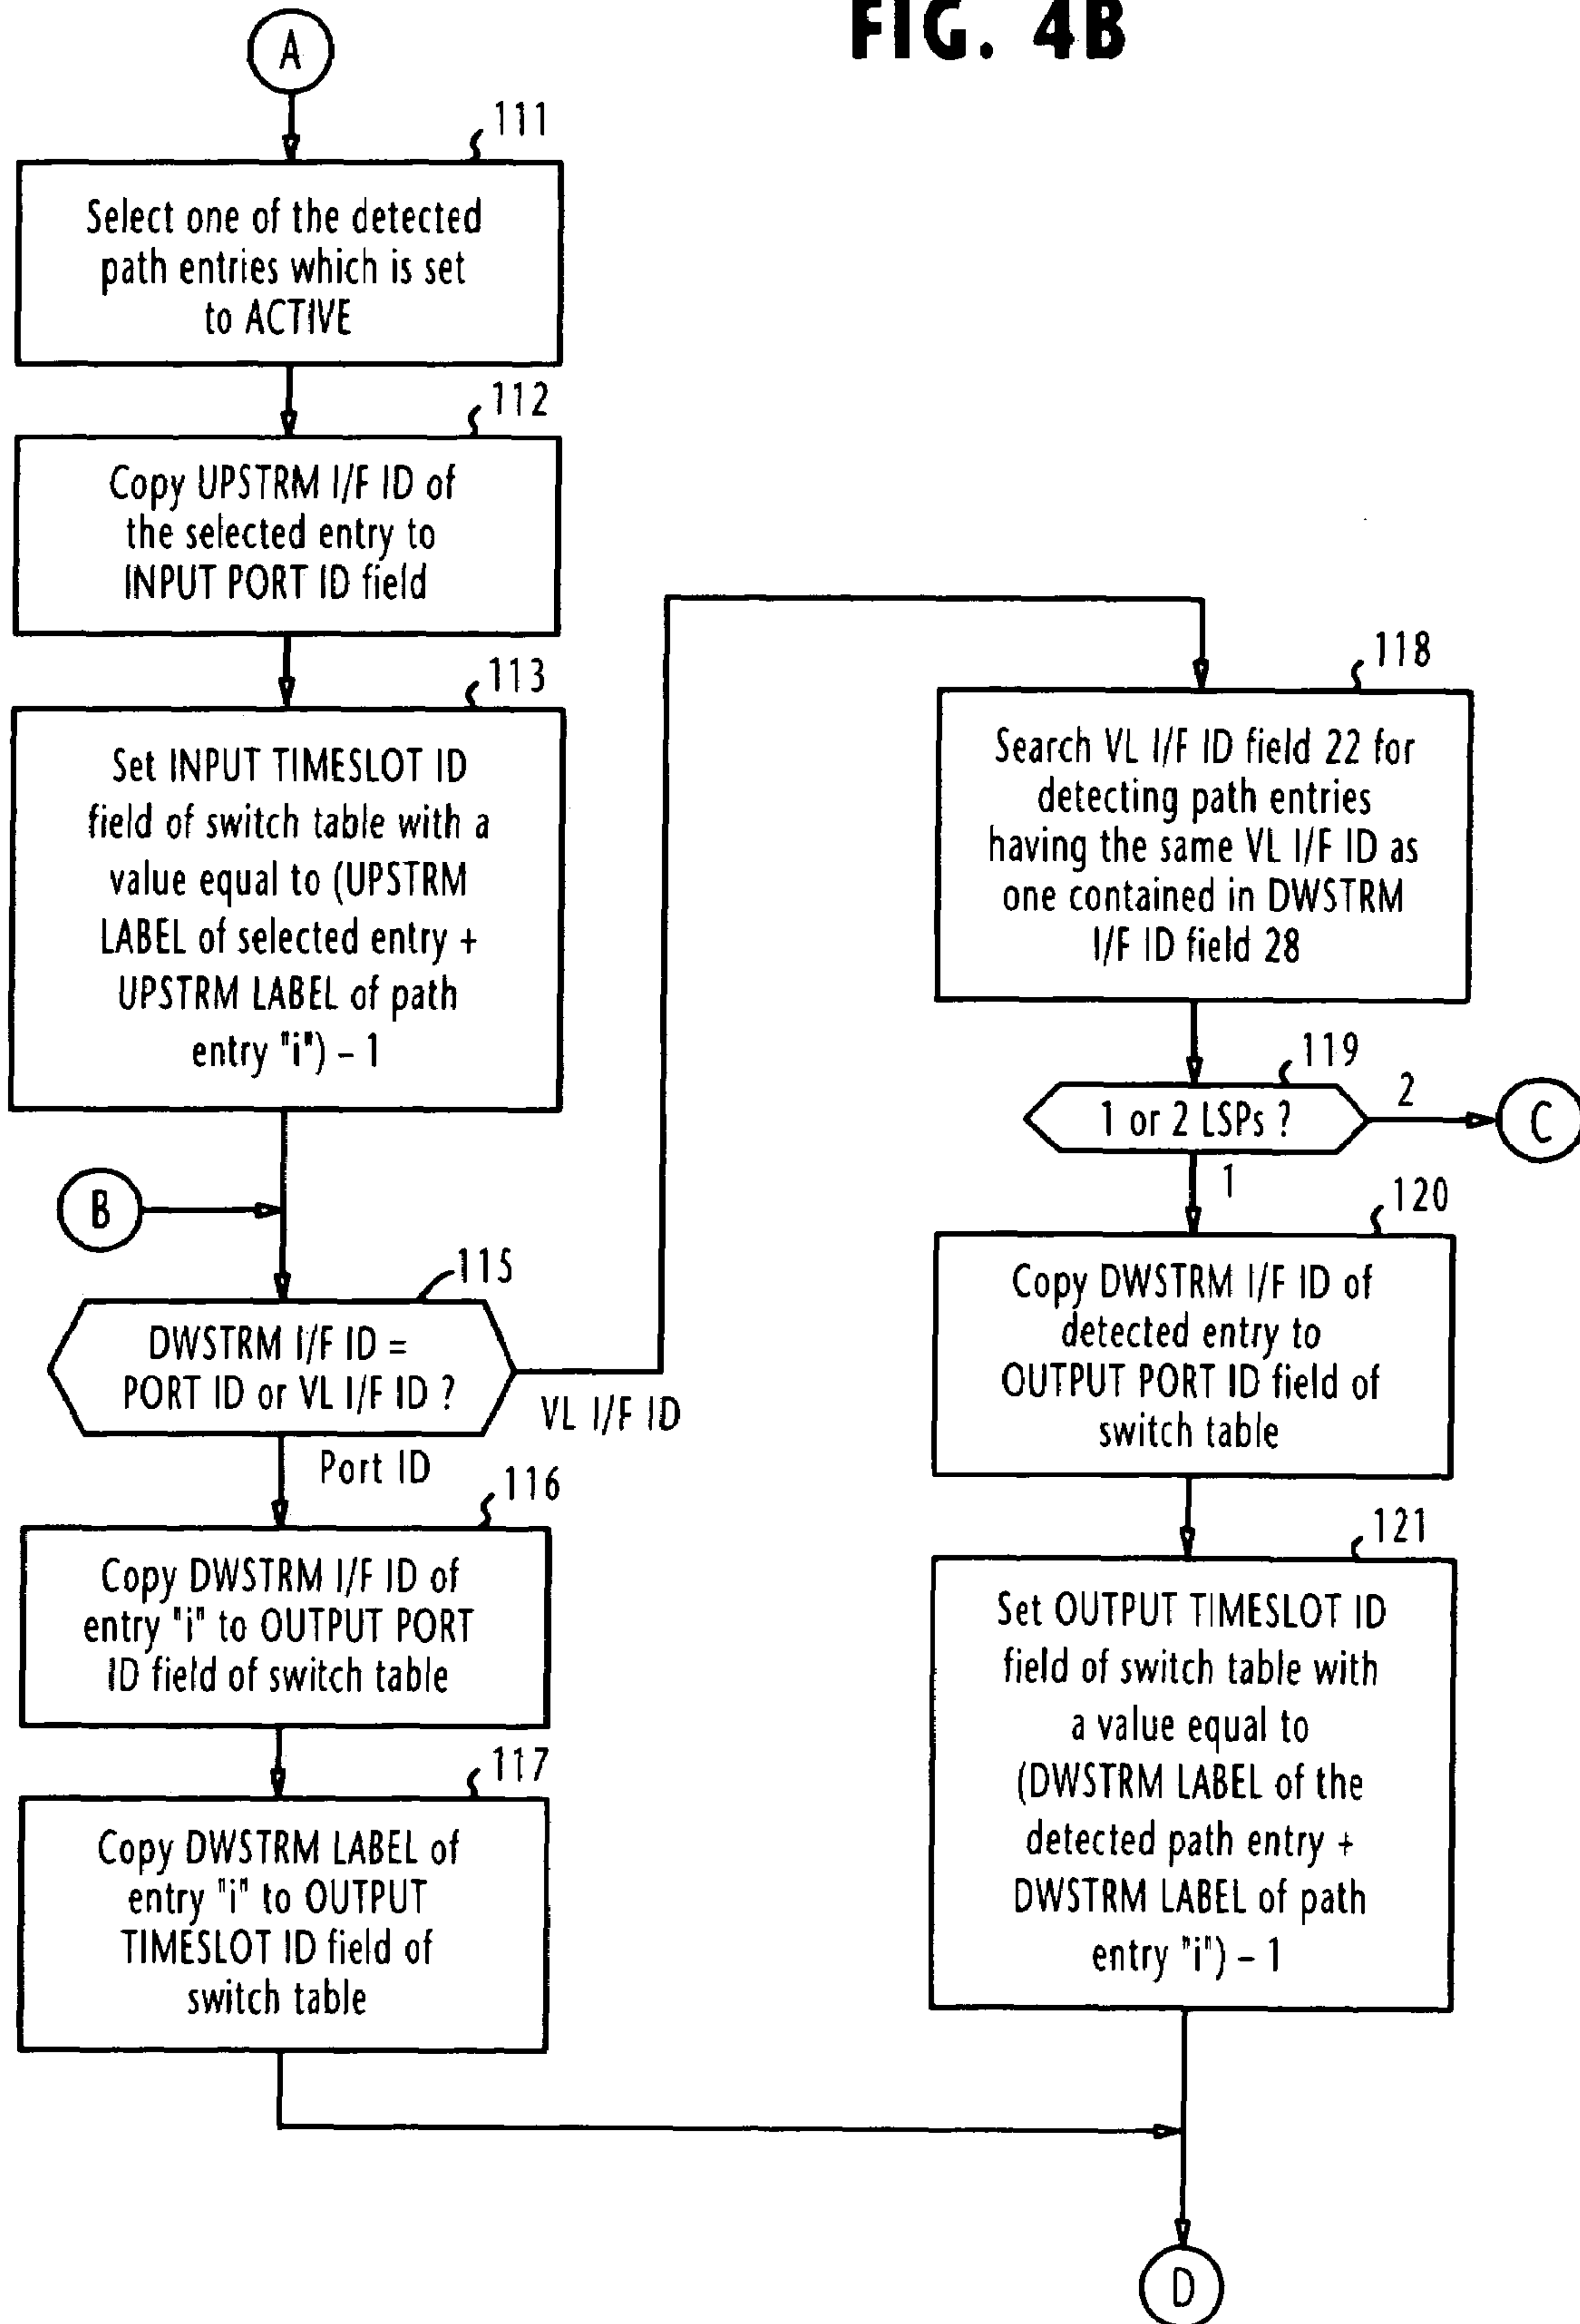 FIG. 4B
A
111
Select one of the detected
path entries which is set
to ACTIVE
112
Copy UPSTRM I/F ID of
the selected entry to
INPUT PORT ID field
113
Set INPUT TIMESLOT ID
field of switch table with a
value equal to (UPSTRM
LABEL of selected entry +
UPSTRM LABEL of path
entry "i") – 1
B
115
DWSTRM I/F ID =
PORT ID or VL I/F ID ?
VL I/F ID
Port ID
116
Copy DWSTRM I/F ID of
entry "i" to OUTPUT PORT
ID field of switch table
117
Copy DWSTRM LABEL of
entry "i" to OUTPUT
TIMESLOT ID field of
switch table
118
Search VL I/F ID field 22 for
detecting path entries
having the same VL I/F ID as
one contained in DWSTRM
I/F ID field 28
119
1 or 2 LSPs ?
2
C
1
120
Copy DWSTRM I/F ID of
detected entry to
OUTPUT PORT ID field of
switch table
121
Set OUTPUT TIMESLOT ID
field of switch table with
a value equal to
(DWSTRM LABEL of the
detected path entry +
DWSTRM LABEL of path
entry "i") – 1
D